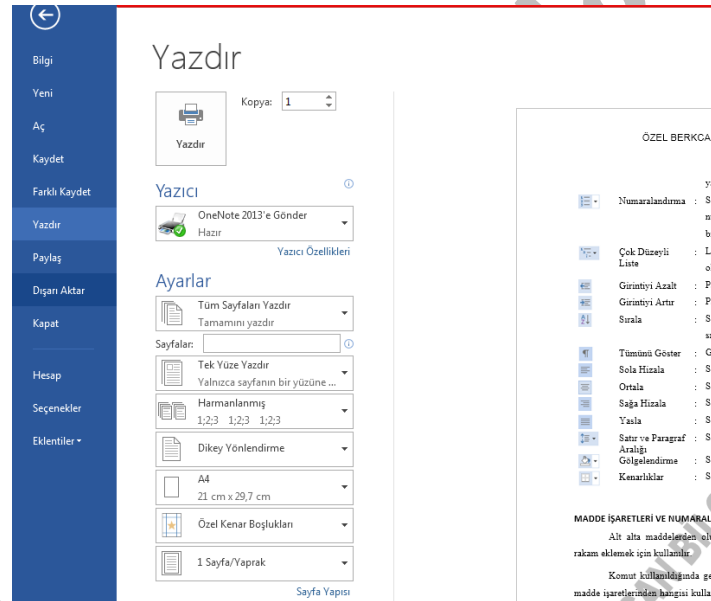 Bilgi
Yeni
Aç
Kaydet
Farklı Kaydet
Yazdır
Paylaş
Dışarı Aktar
Kapat
Hesap
Seçenekler
Eklentiler
Yazdır
Kopya: 1
Yazdır
Yazıcı
OneNote 2013'e Gönder
Hazır
Yazıcı Özellikleri
Ayarlar
Tüm Sayfaları Yazdır
Tamamını yazdır
Sayfalar:
Tek Yüze Yazdır
Yalnızca sayfanın bir yüzüne ...
Harmanlanmış
1;2;3 1;2;3 1;2;3
Dikey Yönlendirme
A4
21 cm x 29,7 cm
Özel Kenar Boşlukları
1 Sayfa/Yaprak
Sayfa Yapısı
ÖZEL BERKCA
y
Numaralandırma : S
n
b
Çok Düzeyli : L
Liste o
Girintiyi Azalt : P
Girintiyi Artır : P
Sırala : S
s
Tümünü Göster : G
Sola Hizala : S
Ortala : S
Sağa Hizala : S
Yasla : S
Satır ve Paragraf : S
Aralığı
Gölgelendirme : S
Kenarlıklar : S
MADDE İŞARETLERİ VE NUMARAL
Alt alta maddelerden olu
rakam eklemek için kullanılır.
Komut kullanıldığında ge
madde işaretlerinden hangisi kulla